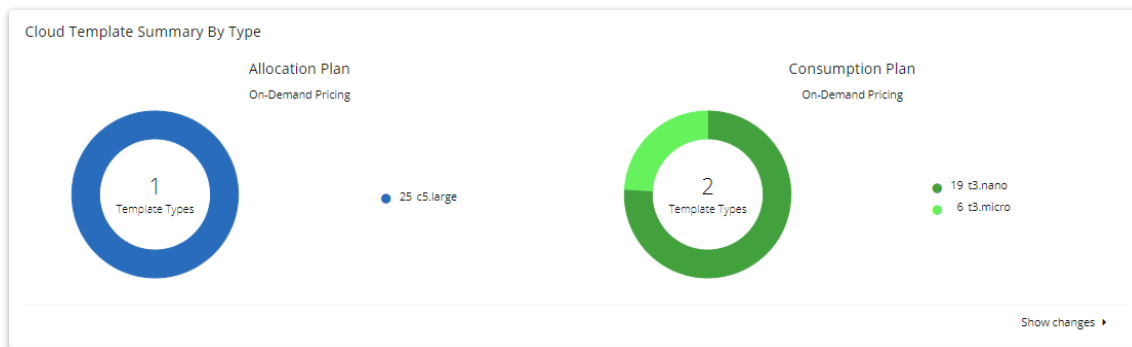 Cloud Template Summary By Type
Allocation Plan
On-Demand Pricing
1
Template Types
25 c5.large
Consumption Plan
On-Demand Pricing
2
Template Types
19 t3.nano
6 t3.micro
Show changes